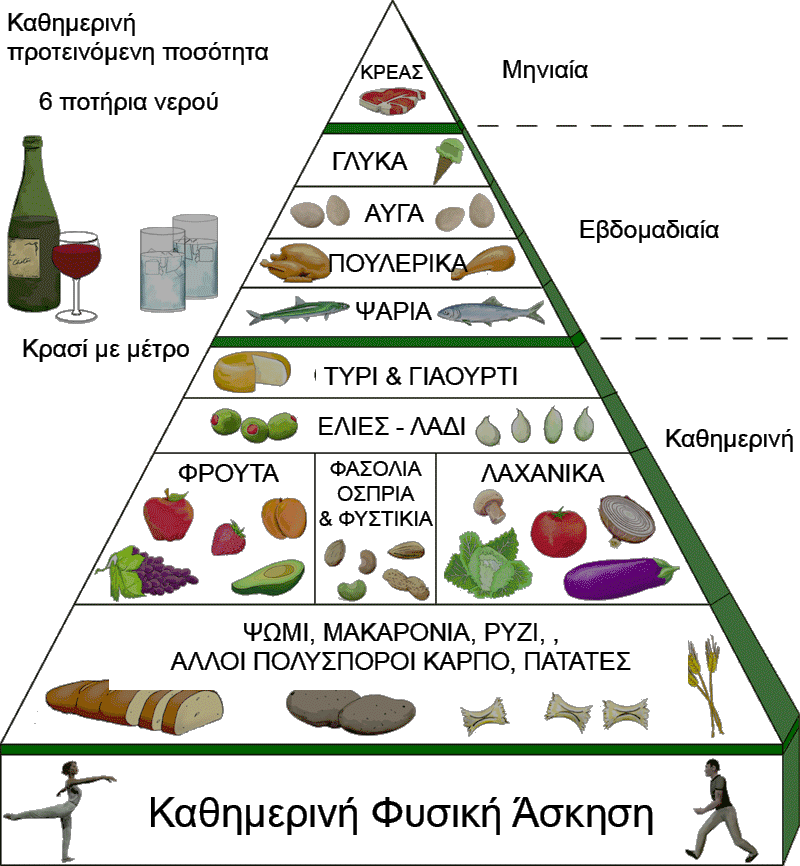 Καθημερινή
προτεινόμενη ποσότητα
6 ποτήρια νερού
Κρασί με μέτρο
ΚΡΕΑΣ
Μηνιαία
ΓΛΥΚΑ
ΑΥΓΑ
Εβδομαδιαία
ΠΟΥΛΕΡΙΚΑ
ΨΑΡΙΑ
ΤΥΡΙ & ΓΙΑΟΥΡΤΙ
ΕΛΙΕΣ - ΛΑΔΙ
Καθημερινή
ΦΡΟΥΤΑ
ΦΑΣΟΛΙΑ
ΟΣΠΡΙΑ
& ΦΥΣΤΙΚΙΑ
ΛΑΧΑΝΙΚΑ
ΨΩΜΙ, ΜΑΚΑΡΟΝΙΑ, ΡΥΖΙ, ,
ΑΛΛΟΙ ΠΟΛΥΣΠΟΡΟΙ ΚΑΡΠΟ, ΠΑΤΑΤΕΣ
Καθημερινή Φυσική Άσκηση